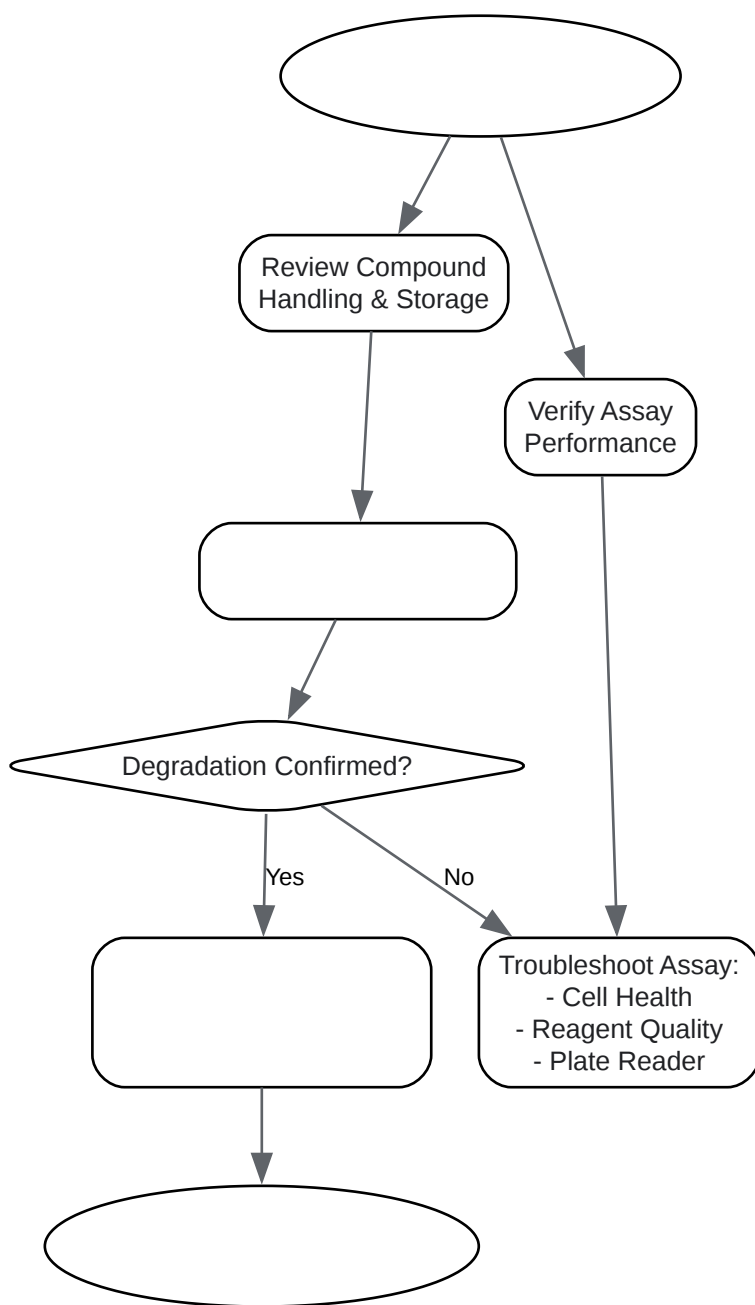 Review Compound
Handling & Storage
Verify Assay
Performance
Degradation Confirmed?
Yes
No
Troubleshoot Assay:
- Cell Health
- Reagent Quality
- Plate Reader